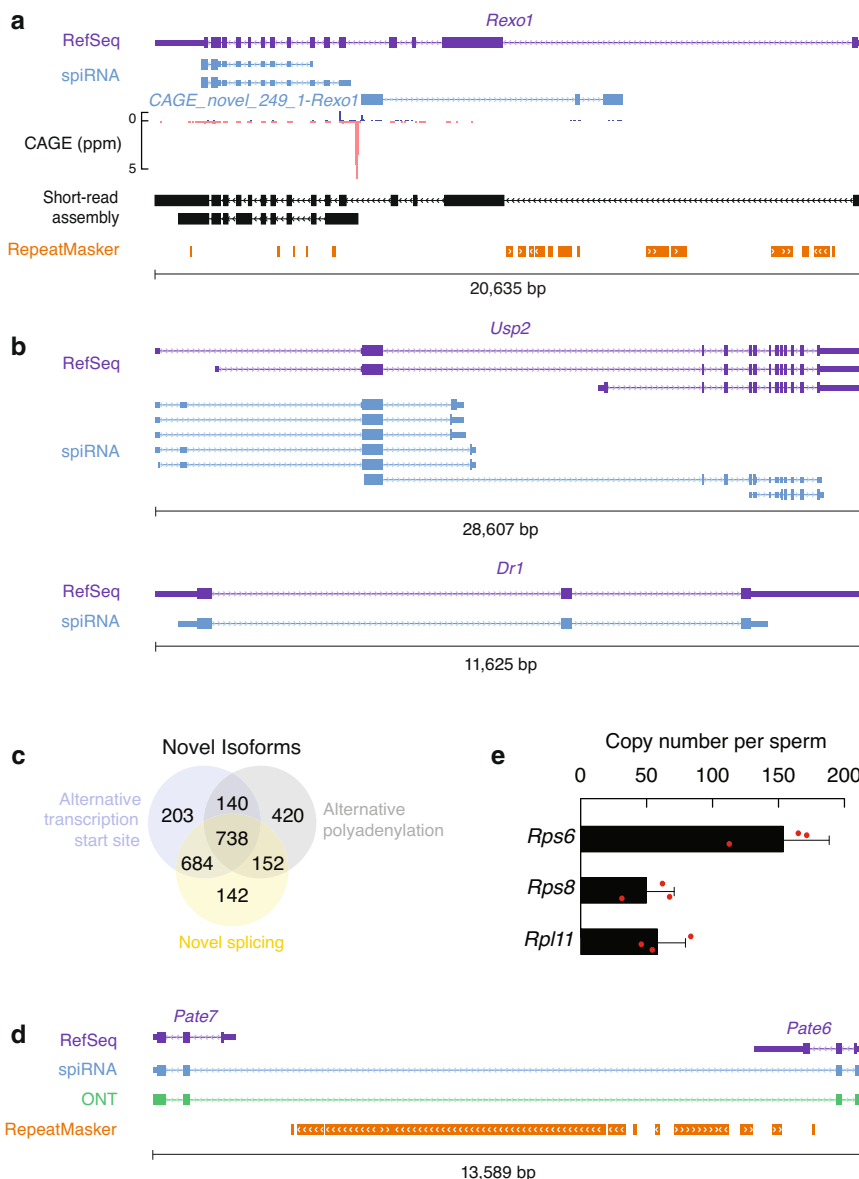 a
Rexo1
RefSeq
spiRNA
CAGE_novel_249_1-Rexo1
0
CAGE (ppm)
5
Short-read
assembly
RepeatMasker
20,635 bp
b
Usp2
RefSeq
spiRNA
28,607 bp
Dr1
RefSeq
spiRNA
11,625 bp
c
Novel Isoforms
Alternative
transcription
start site
203
140
420
Alternative
polyadenylation
738
684
152
142
Novel splicing
e
Copy number per sperm
0 50 100 150 200
Rps6
Rps8
Rpl11
d
Pate7
Pate6
RefSeq
spiRNA
ONT
RepeatMasker
13,589 bp